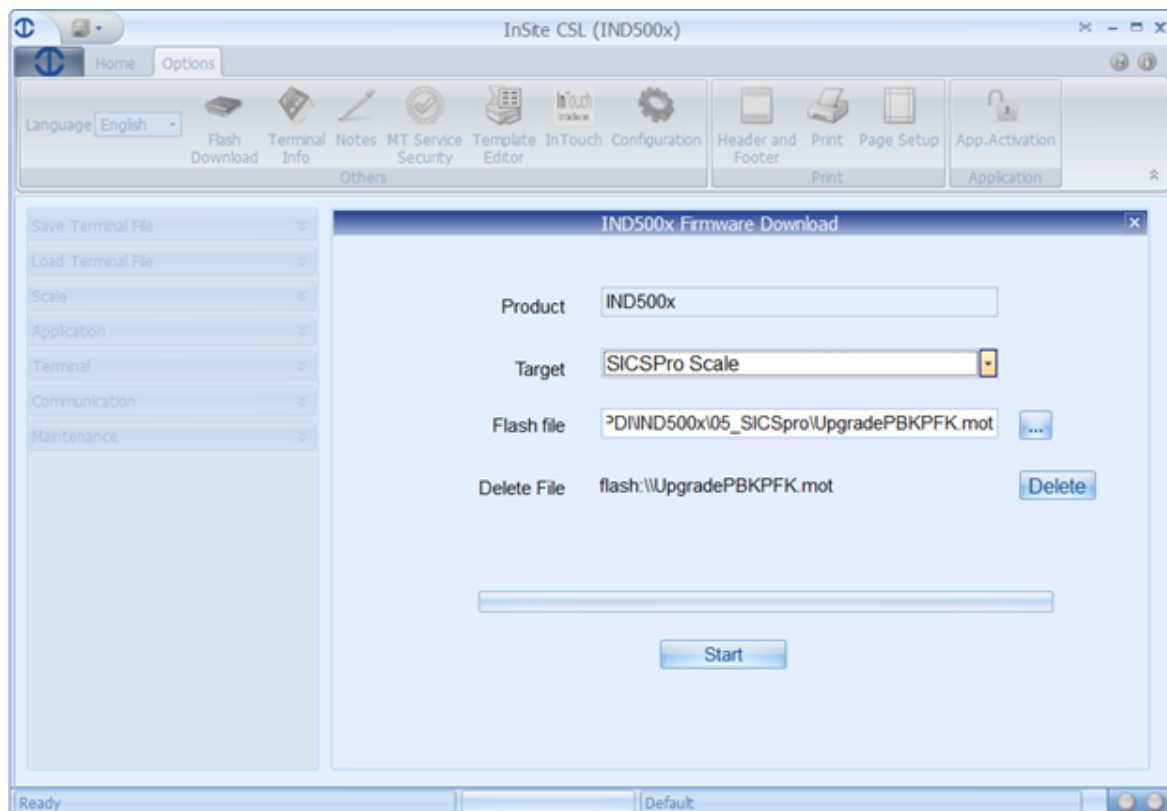 InSite CSL (IND500x)
Home Options
Language English
Flash Download
Terminal Info
Notes
MT Service Security
Template Editor
InTouch
Configuration
Header and Footer
Print
Page Setup
App.Activation
Others
Print
Application
Save Terminal File
Load Terminal File
Scale
Application
Terminal
Communication
Maintenance
IND500x Firmware Download
Product IND500x
Target SICSPro Scale
Flash file PDI\IND500x\05_SICSpro\UpgradePBKPFK.mot ...
Delete File flash:\\UpgradePBKPFK.mot Delete
Start
Ready Default